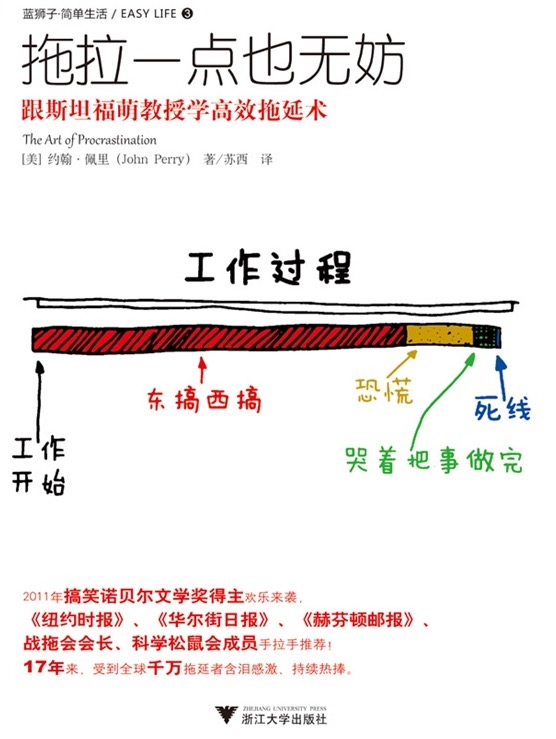 蓝狮子·简单生活 / EASY LIFE ❸
拖拉一点也无妨
跟斯坦福萌教授学高效拖延术
The Art of Procrastination
[美] 约翰·佩里（John Perry） 著/苏西 译
工作过程
东搞西搞
恐慌
死线
工作
开始
哭着把事做完
2011年搞笑诺贝尔文学奖得主欢乐来袭，
《纽约时报》、《华尔街日报》、《赫芬顿邮报》、
战拖会会长、科学松鼠会成员手拉手推荐！
17年来，受到全球千万拖延者含泪感激、持续热捧。
ZHEJIANG UNIVERSITY PRESS
浙江大学出版社